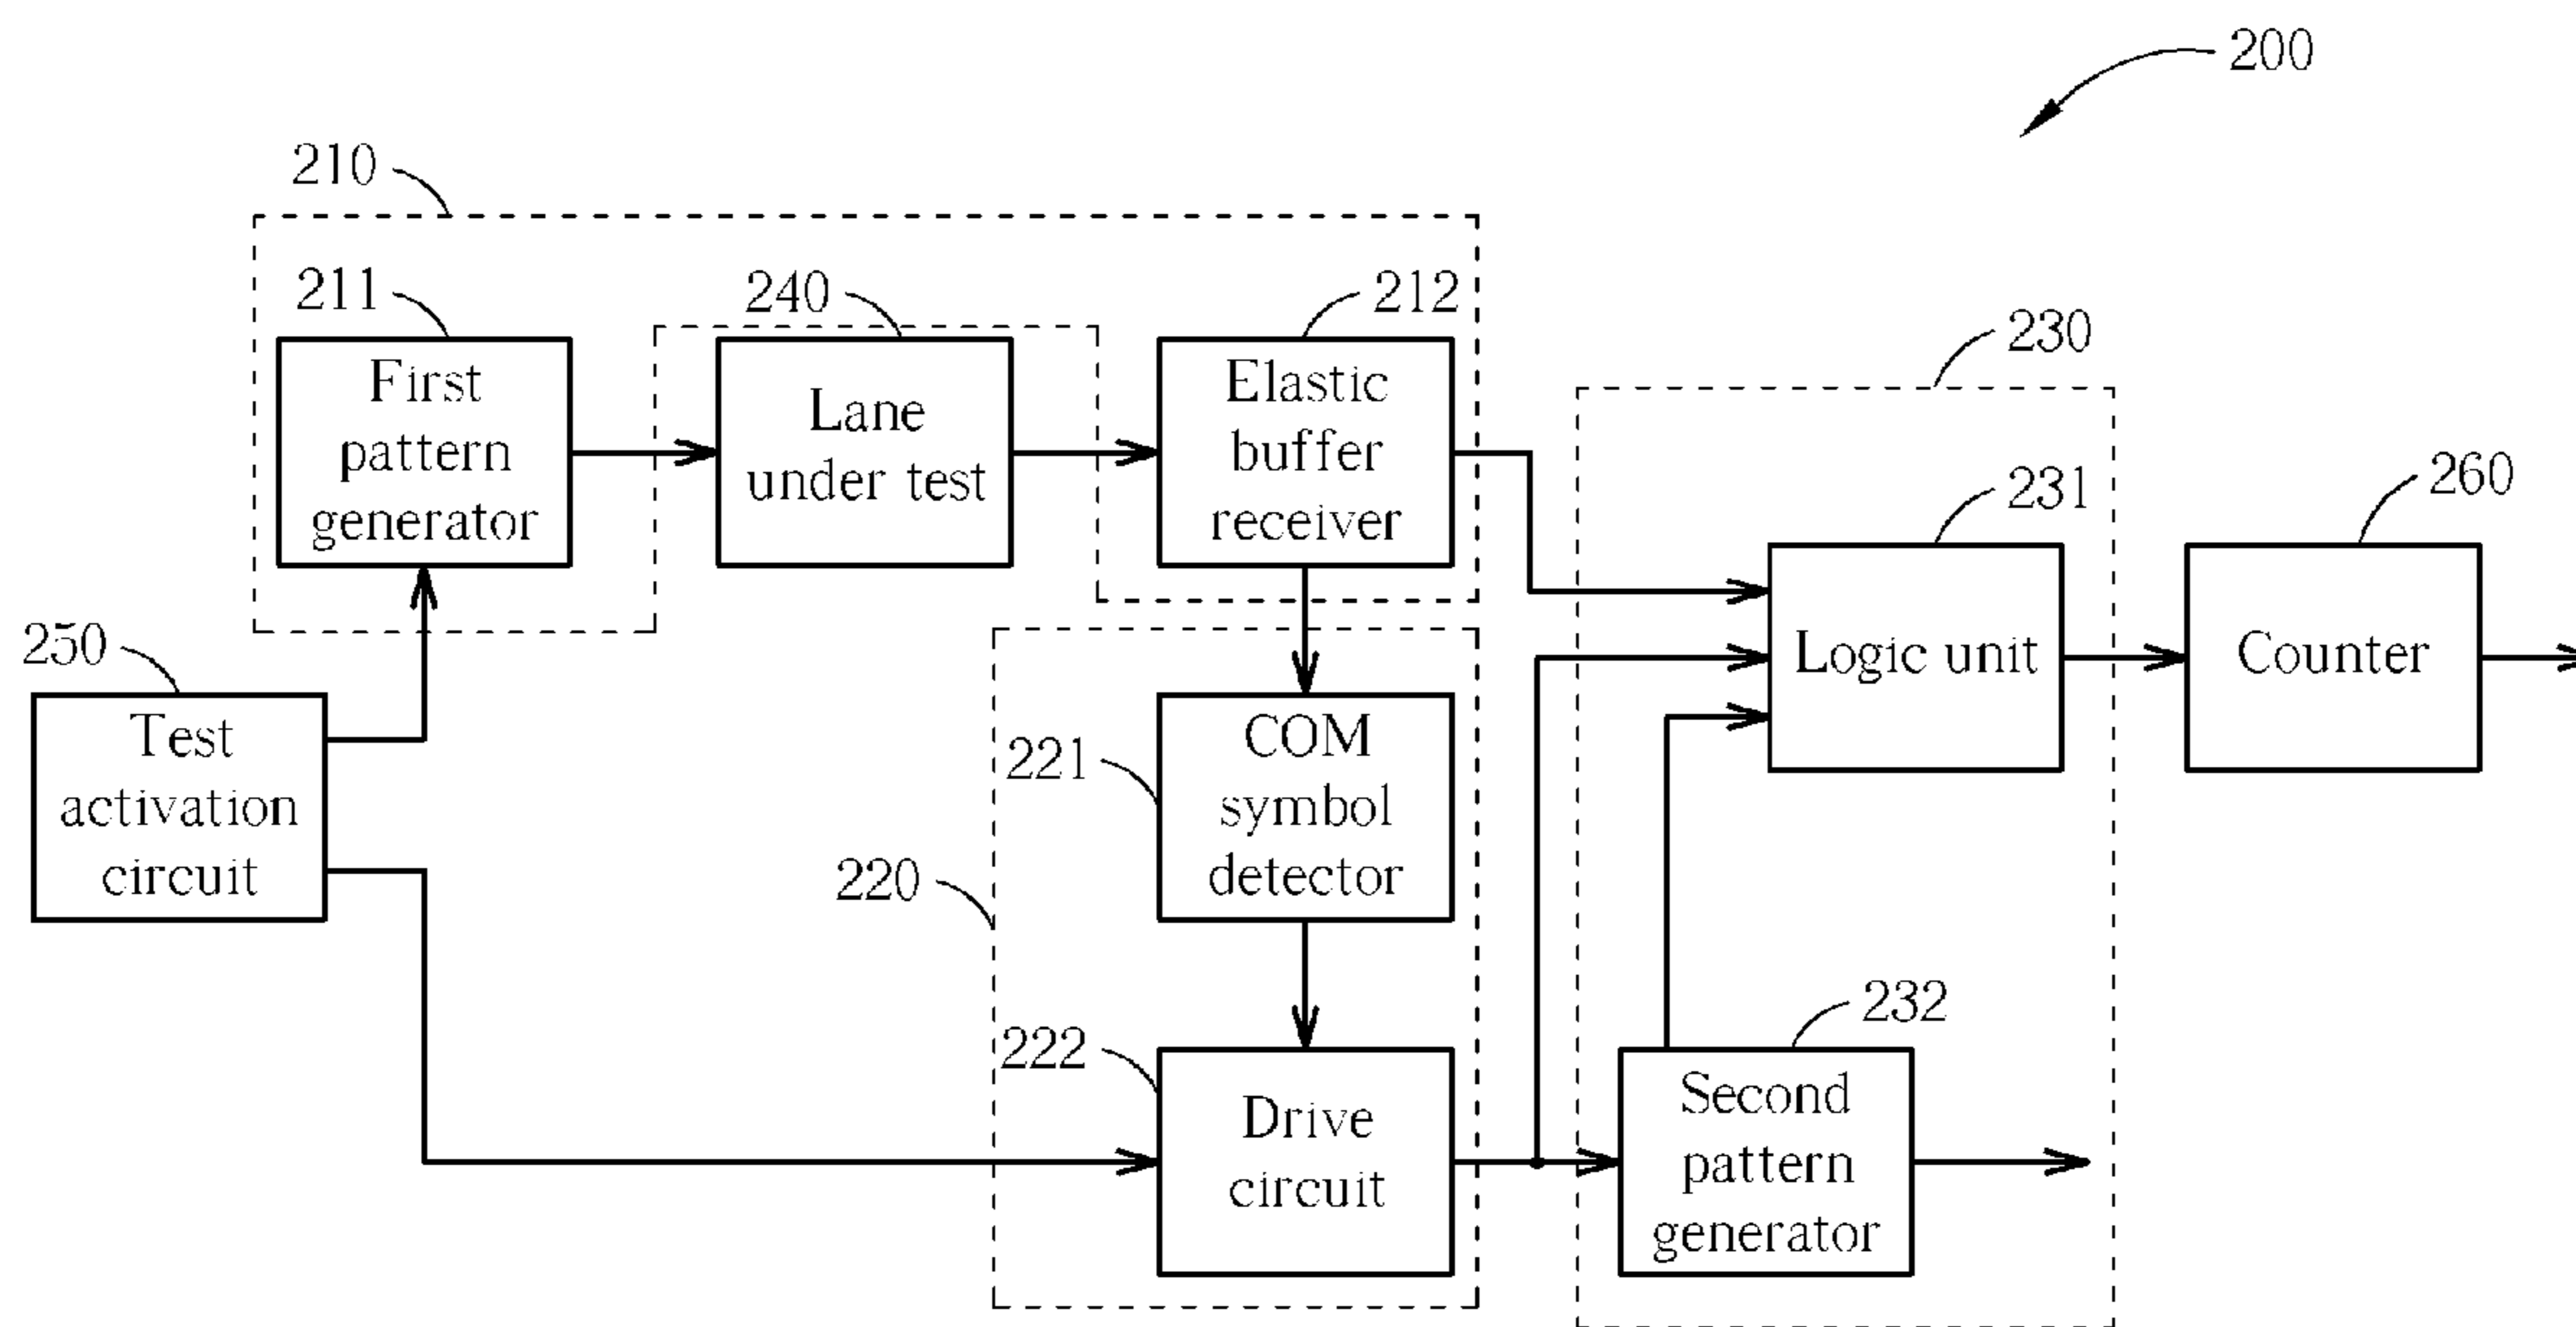 200
210
211
240
212
230
First
pattern
generator
Lane
under test
Elastic
buffer
receiver
231
260
250
Logic unit
Counter
Test
activation
circuit
221
COM
symbol
detector
220
232
222
Drive
circuit
Second
pattern
generator